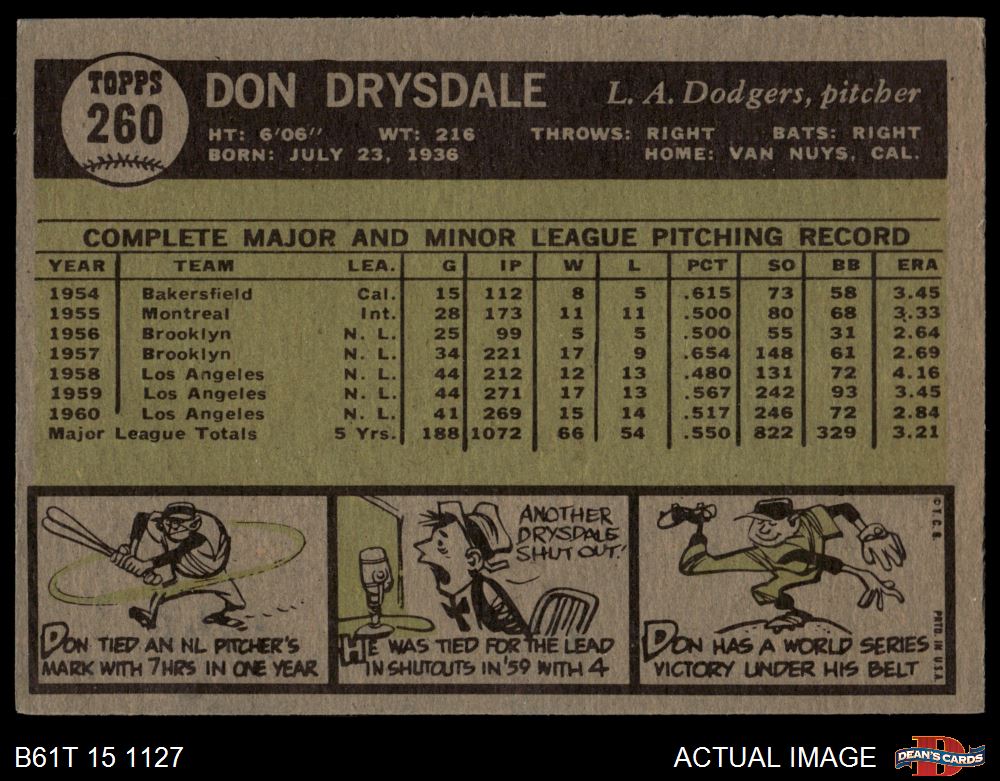 TOPPS
260
DON DRYSDALE L. A. Dodgers, pitcher
HT: 6'06" WT: 216 THROWS: RIGHT BATS: RIGHT
BORN: JULY 23, 1936 HOME: VAN NUYS, CAL.
COMPLETE MAJOR AND MINOR LEAGUE PITCHING RECORD
YEAR TEAM LEA. G IP W L PCT SO BB ERA
1954 Bakersfield Cal. 15 112 8 5 .615 73 58 3.45
1955 Montreal Int. 28 173 11 11 .500 80 68 3.33
1956 Brooklyn N. L. 25 99 5 5 .500 55 31 2.64
1957 Brooklyn N. L. 34 221 17 9 .654 148 61 2.69
1958 Los Angeles N. L. 44 212 12 13 .480 131 72 4.16
1959 Los Angeles N. L. 44 271 17 13 .567 242 93 3.45
1960 Los Angeles N. L. 41 269 15 14 .517 246 72 2.84
Major League Totals 5 Yrs. 188 1072 66 54 .550 822 329 3.21
DON TIED AN NL PITCHER'S
MARK WITH 7 HRS IN ONE YEAR
ANOTHER
DRYSDALE
SHUT OUT!
HE WAS TIED FOR THE LEAD
IN SHUTOUTS IN '59 WITH 4
DON HAS A WORLD SERIES
VICTORY UNDER HIS BELT
© T.C.G.
PRTD. IN U.S.A.
B61T 15 1127
ACTUAL IMAGE
DEAN'S CARDS